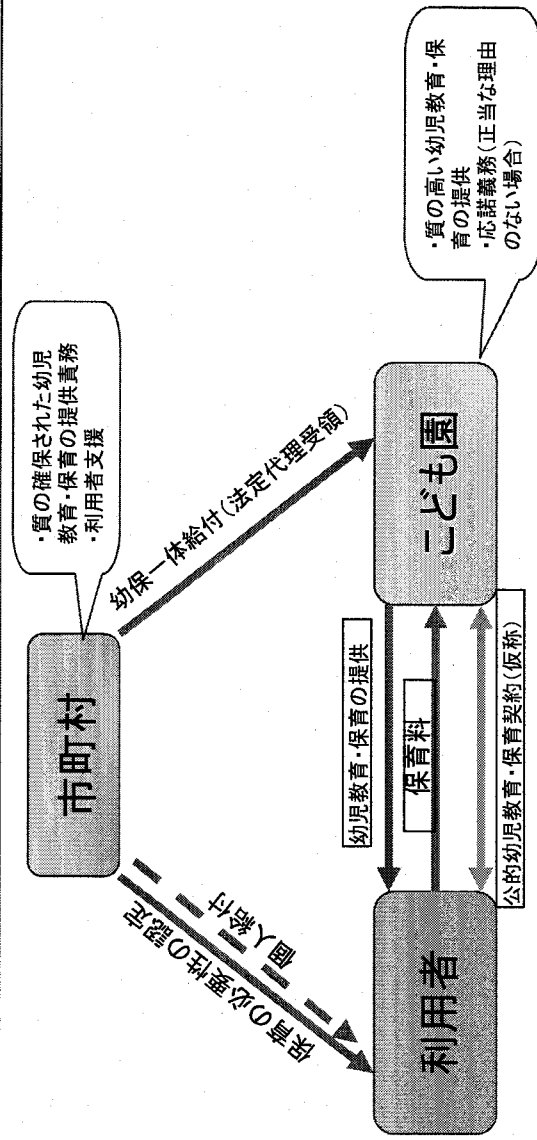 市町村
・質の確保された幼児
教育・保育の提供責務
・利用者支援
保育の必要性の認定
個人給付
幼保一体給付(法定代理受領)
利用者
幼児教育・保育の提供
保育料
公的幼児教育・保育契約(仮称)
こども園
・質の高い幼児教育・保
育の提供
・応諾義務(正当な理由
のない場合)